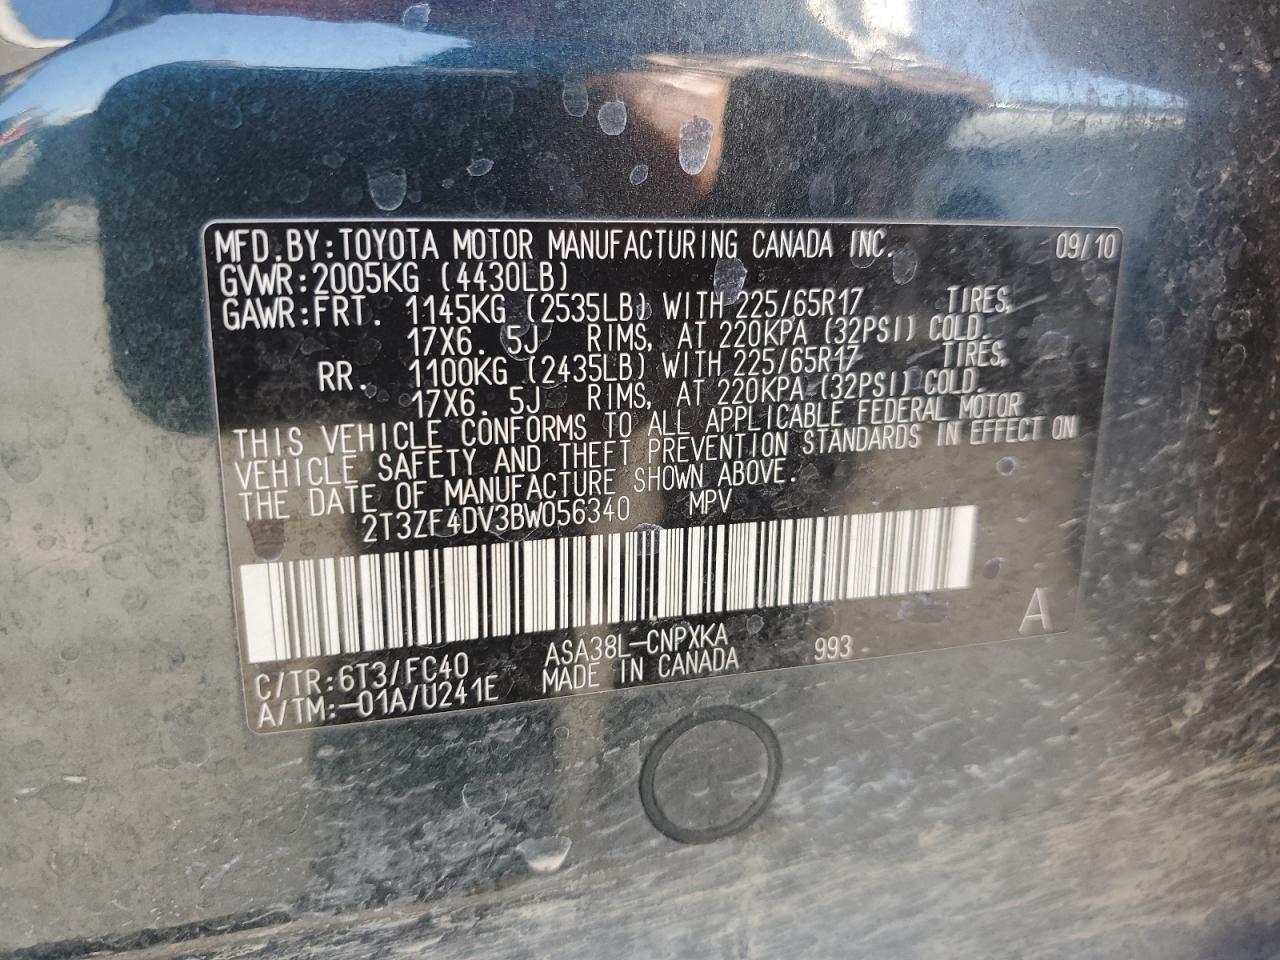 MFD.BY:TOYOTA MOTOR MANUFACTURING CANADA INC. 09/10
GVWR:2005KG (4430LB)
GAWR:FRT. 1145KG (2535LB) WITH 225/65R17 TIRES,
17X6. 5J RIMS, AT 220KPA (32PSI) COLD.
RR. 1100KG (2435LB) WITH 225/65R17 TIRES,
17X6. 5J RIMS, AT 220KPA (32PSI) COLD.
THIS VEHICLE CONFORMS TO ALL APPLICABLE FEDERAL MOTOR
VEHICLE SAFETY AND THEFT PREVENTION STANDARDS IN EFFECT ON
THE DATE OF MANUFACTURE SHOWN ABOVE.
2T3ZF4DV3BW056340 MPV
A
C/TR:6T3/FC40 ASA38L-CNPXKA 993
A/TM:-01A/U241E MADE IN CANADA